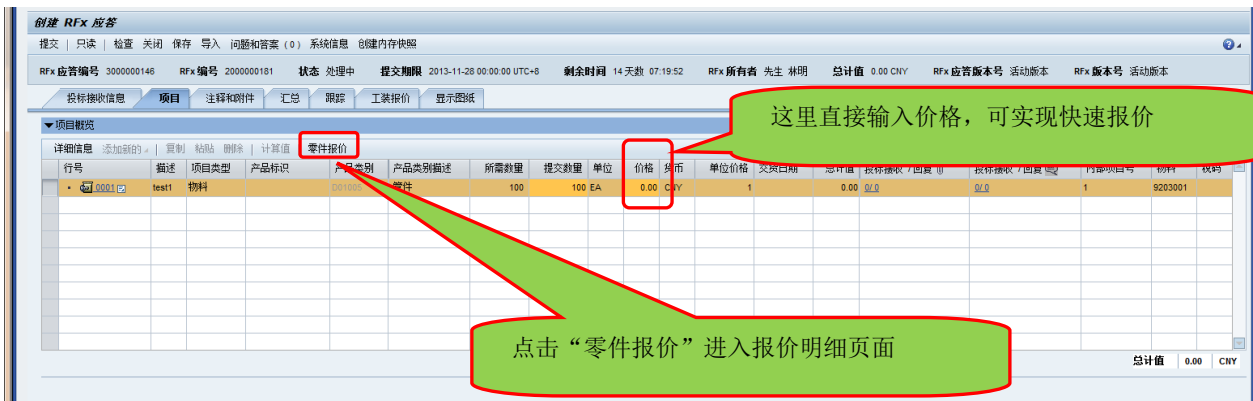 创建 RFx 应答
提交 | 只读 | 检查 关闭 保存 导入 问题和答案 ( 0 ) 系统信息 创建内存快照
RFx 应答编号 3000000146 RFx 编号 2000000181 状态 处理中 提交期限 2013-11-28 00:00:00 UTC+8 剩余时间 14 天数 07:19:52 RFx 所有者 先生 林明 总计值 0.00 CNY RFx 应答版本号 活动版本 RFx 版本号 活动版本
投标接收信息 项目 注释和附件 汇总 跟踪 工装报价 显示图纸
这里直接输入价格，可实现快速报价
项目概览
详细信息 添加新的 | 复制 粘贴 删除 | 计算值 零件报价
行号 描述 项目类型 产品标识 产品类别 产品类别描述 所需数量 提交数量 单位 价格 货币 单位价格 交货日期 总计值 投标接收 / 回复 投标接收 / 回复 内部项目号 物料 税码
0001 test1 物料 D01005 管件 100 100 EA 0.00 CNY 1 0.00 0/ 0 0/ 0 1 9203001
点击“零件报价”进入报价明细页面
总计值 0.00 CNY